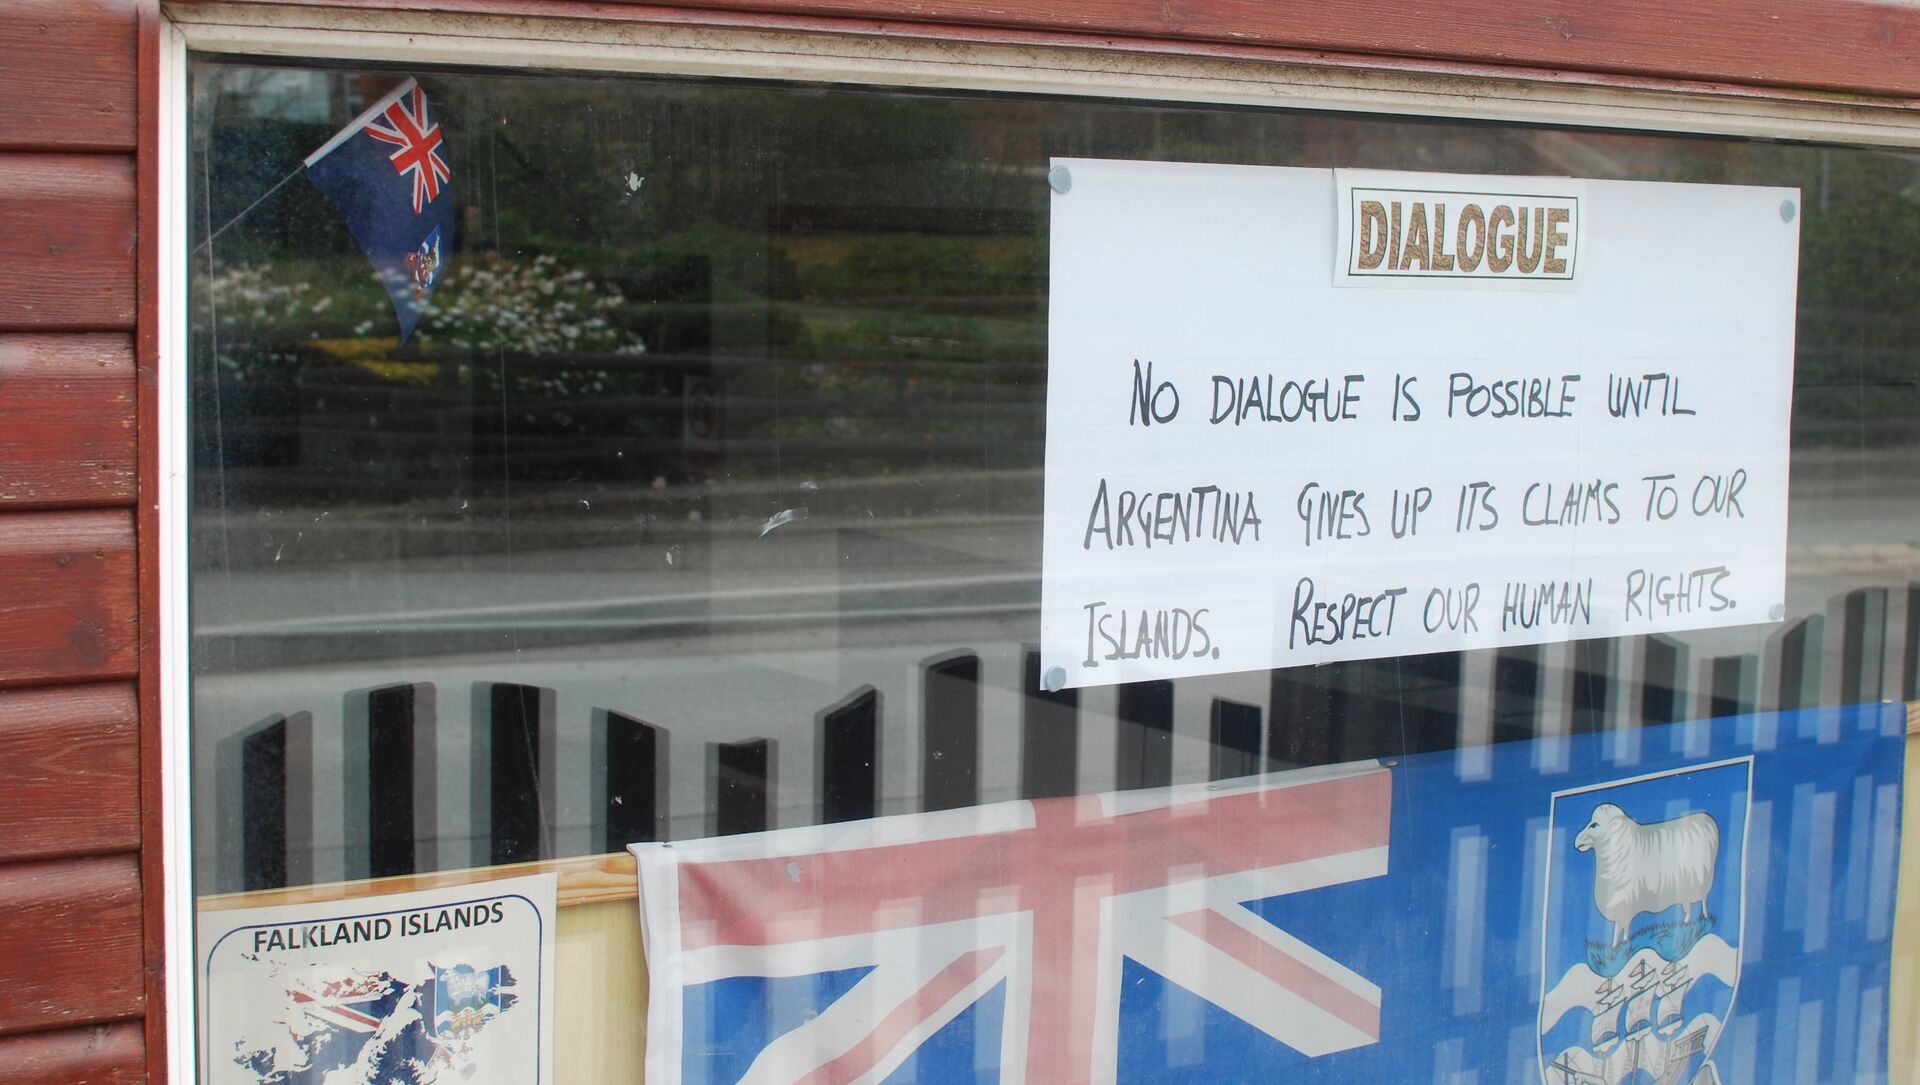 DIALOGUE
NO DIALOGUE IS POSSIBLE UNTIL
ARGENTINA GIVES UP ITS CLAIMS TO OUR
ISLANDS. RESPECT OUR HUMAN RIGHTS.
FALKLAND ISLANDS